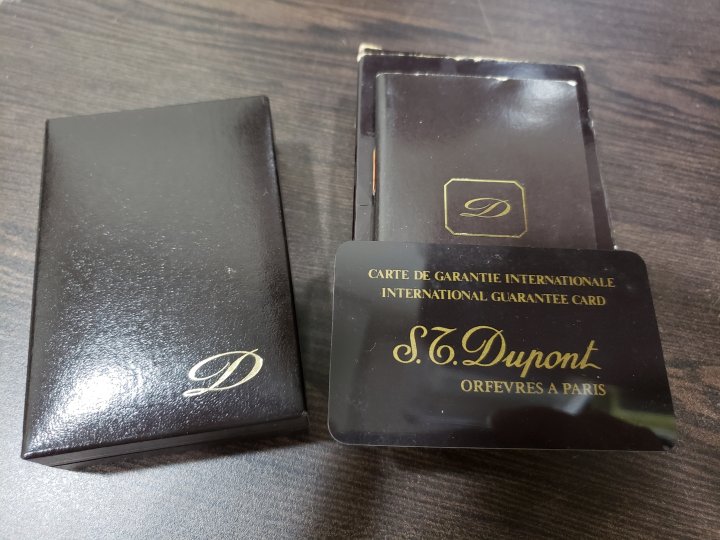 D
D
CARTE DE GARANTIE INTERNATIONALE
INTERNATIONAL GUARANTEE CARD
S.T. Dupont
ORFEVRES A PARIS